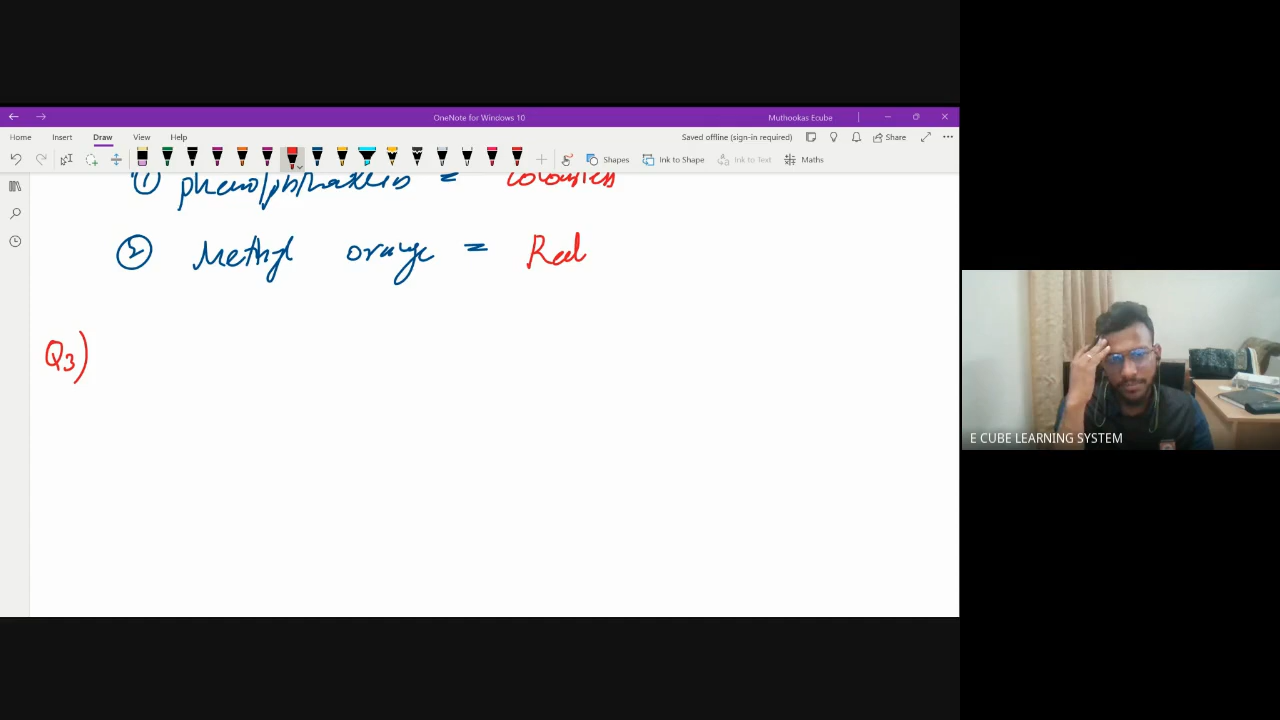 OneNote for Windows 10
Muthookas Ecube
Home Insert Draw View Help
Saved offline (sign-in required)
Share
Shapes
Ink to Shape
Ink to Text
Maths
① phenolphthalein = colourless
② Methyl orange = Red
Q3)
E CUBE LEARNING SYSTEM